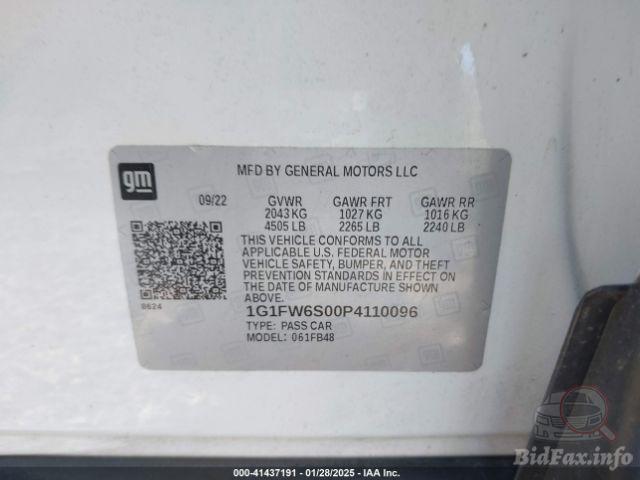 gm
MFD BY GENERAL MOTORS LLC
09/22 GVWR GAWR FRT GAWR RR
2043 KG 1027 KG 1016 KG
4505 LB 2265 LB 2240 LB
THIS VEHICLE CONFORMS TO ALL
APPLICABLE U.S. FEDERAL MOTOR
VEHICLE SAFETY, BUMPER, AND THEFT
PREVENTION STANDARDS IN EFFECT ON
THE DATE OF MANUFACTURE SHOWN
ABOVE.
8624
1G1FW6S00P4110096
TYPE: PASS CAR
MODEL: 061FB48
000-41437191 - 01/28/2025 - IAA Inc.
BidFax.info